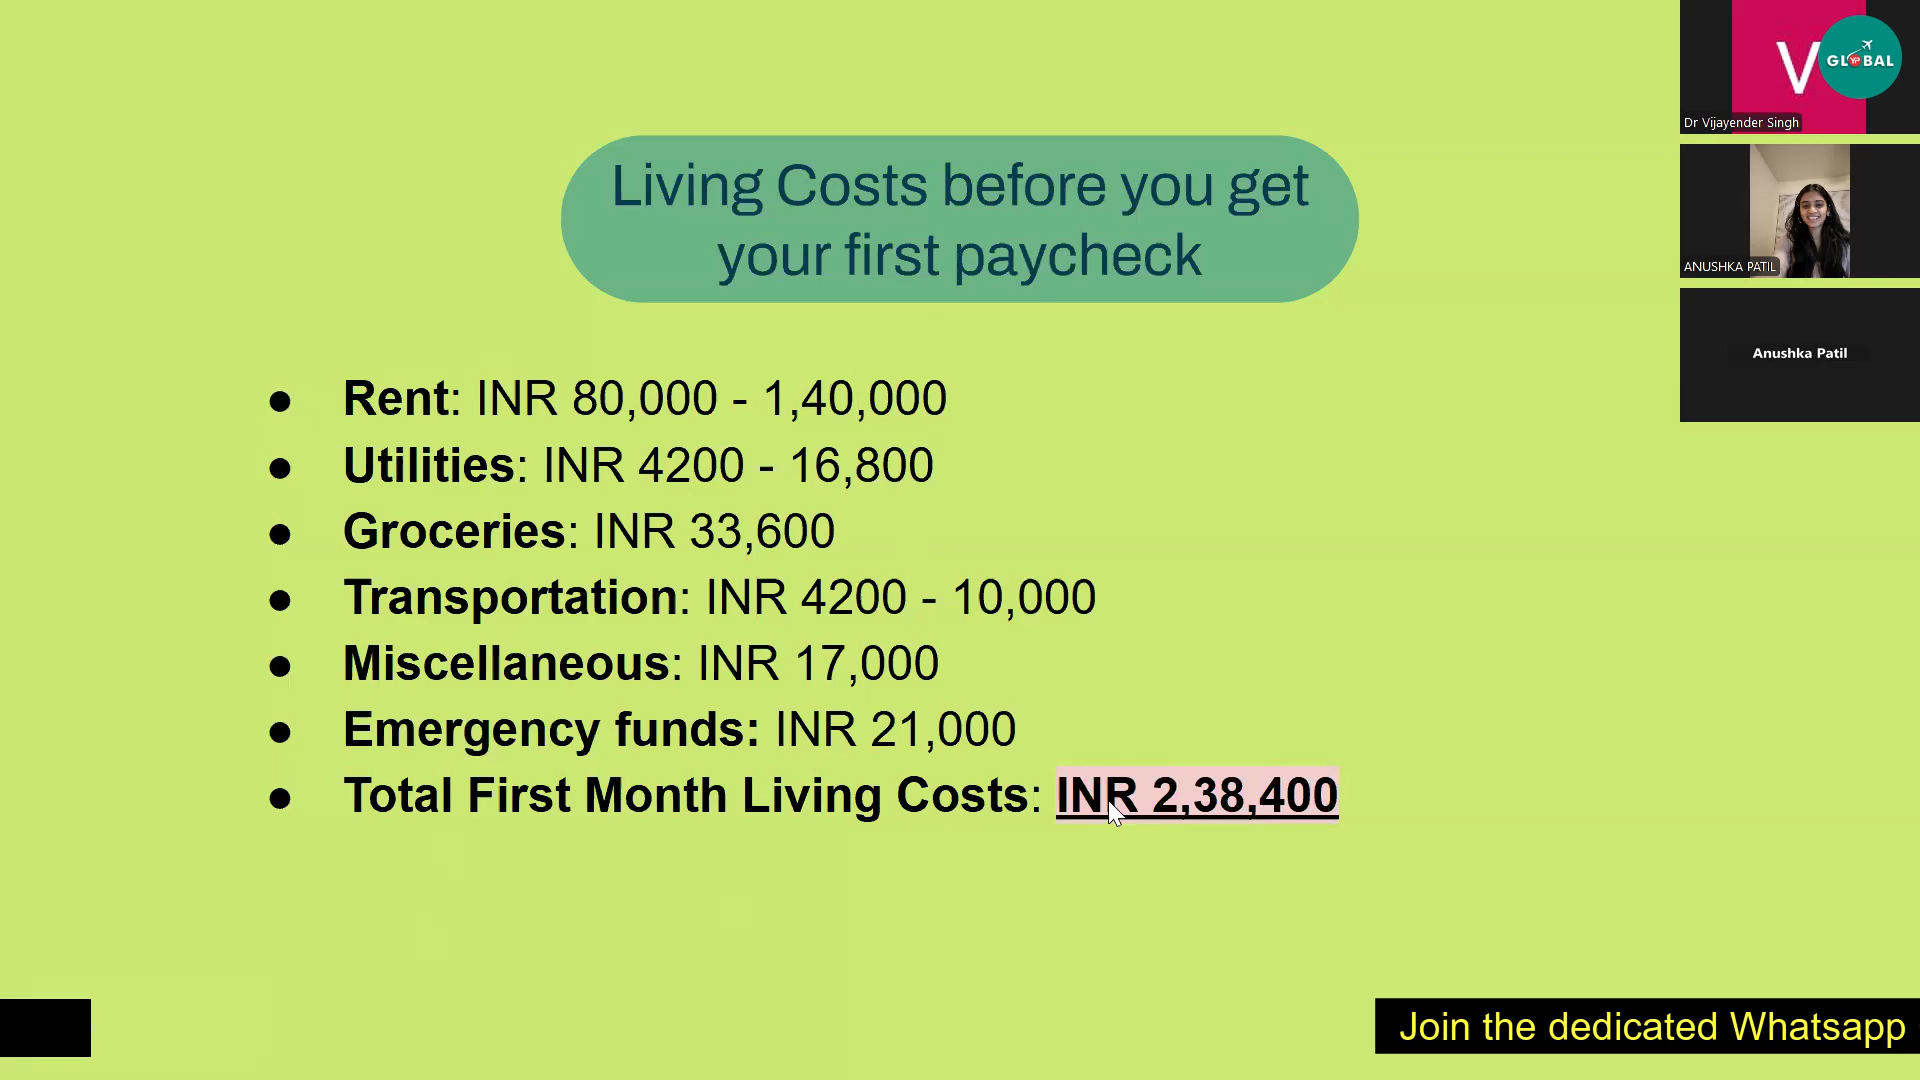 Living Costs before you get
your first paycheck
● Rent: INR 80,000 - 1,40,000
● Utilities: INR 4200 - 16,800
● Groceries: INR 33,600
● Transportation: INR 4200 - 10,000
● Miscellaneous: INR 17,000
● Emergency funds: INR 21,000
● Total First Month Living Costs: INR 2,38,400
V
GLYPBAL
Dr Vijayender Singh
ANUSHKA PATIL
Anushka Patil
Join the dedicated Whatsapp